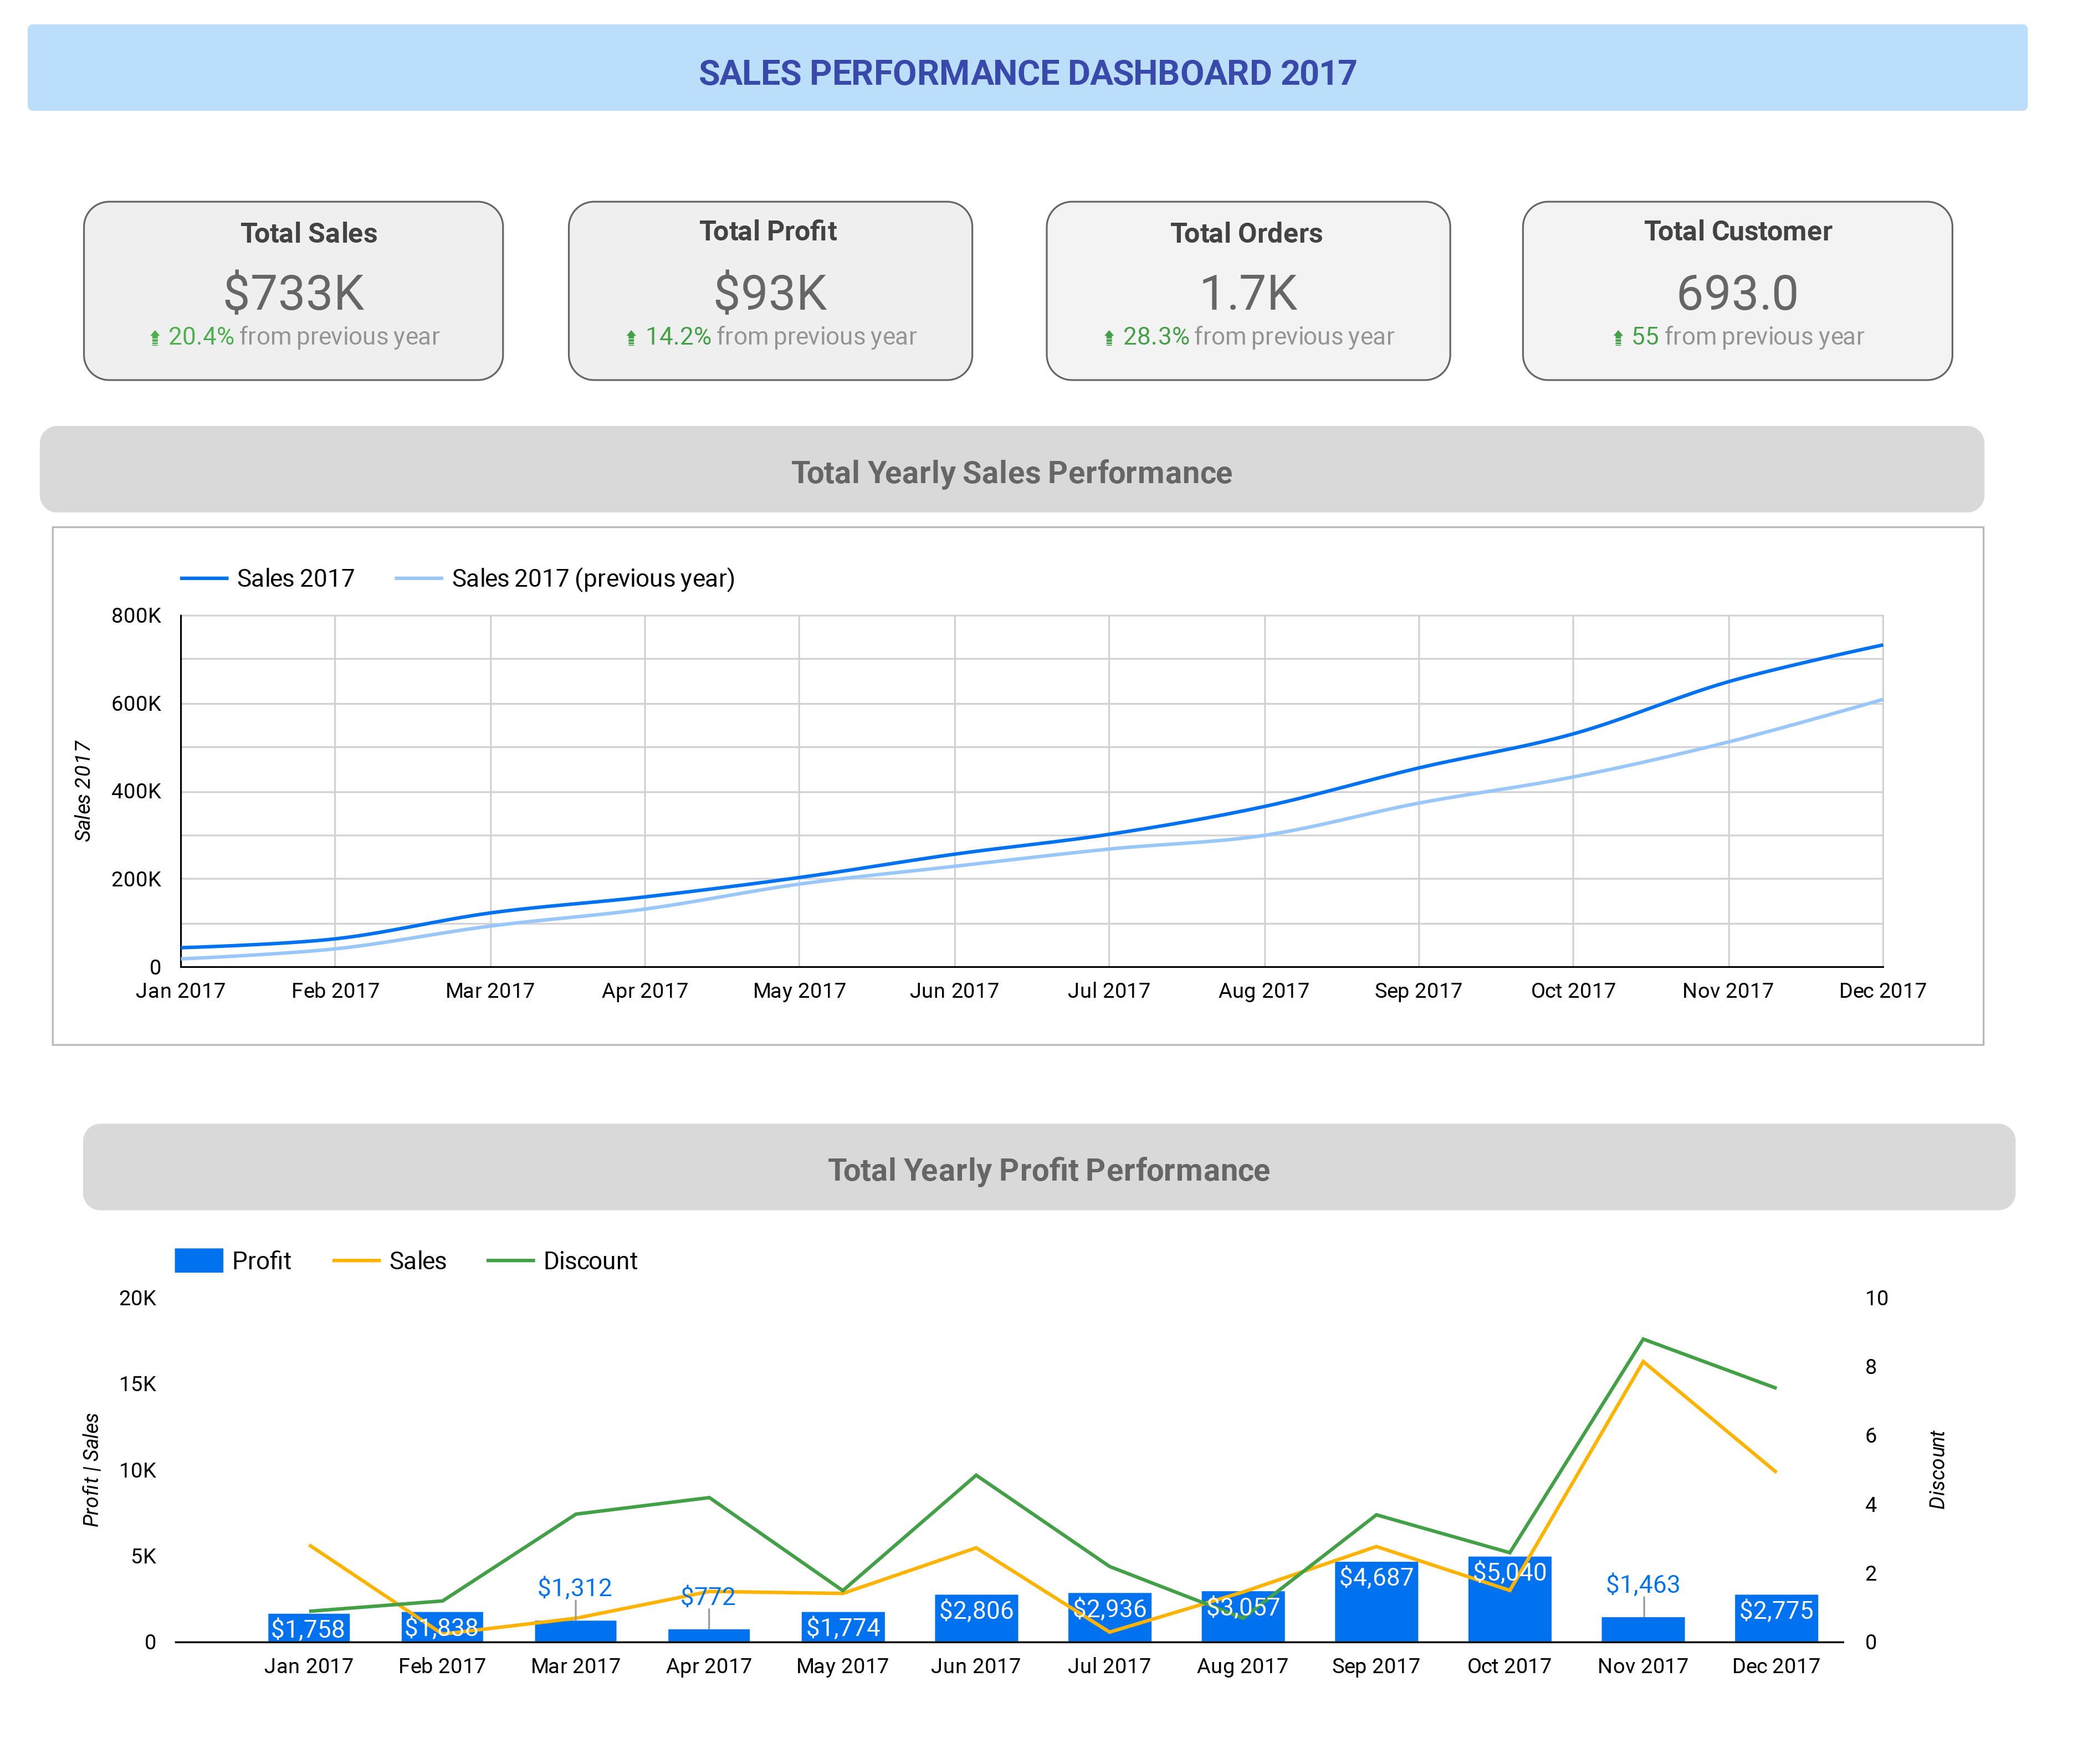 SALES PERFORMANCE DASHBOARD 2017
Total Sales
$733K
20.4% from previous year
Total Profit
$93K
14.2% from previous year
Total Orders
1.7K
28.3% from previous year
Total Customer
693.0
55 from previous year
Total Yearly Sales Performance
Sales 2017
Sales 2017 (previous year)
Sales 2017
800K
600K
400K
200K
0
Jan 2017 Feb 2017 Mar 2017 Apr 2017 May 2017 Jun 2017 Jul 2017 Aug 2017 Sep 2017 Oct 2017 Nov 2017 Dec 2017
Total Yearly Profit Performance
Profit
Sales
Discount
Profit | Sales
20K
15K
10K
5K
0
$1,758
$1,838
$1,312
$772
$1,774
$2,806
$2,936
$3,057
$4,687
$5,040
$1,463
$2,775
10
8
6
4
2
0
Discount
Jan 2017 Feb 2017 Mar 2017 Apr 2017 May 2017 Jun 2017 Jul 2017 Aug 2017 Sep 2017 Oct 2017 Nov 2017 Dec 2017